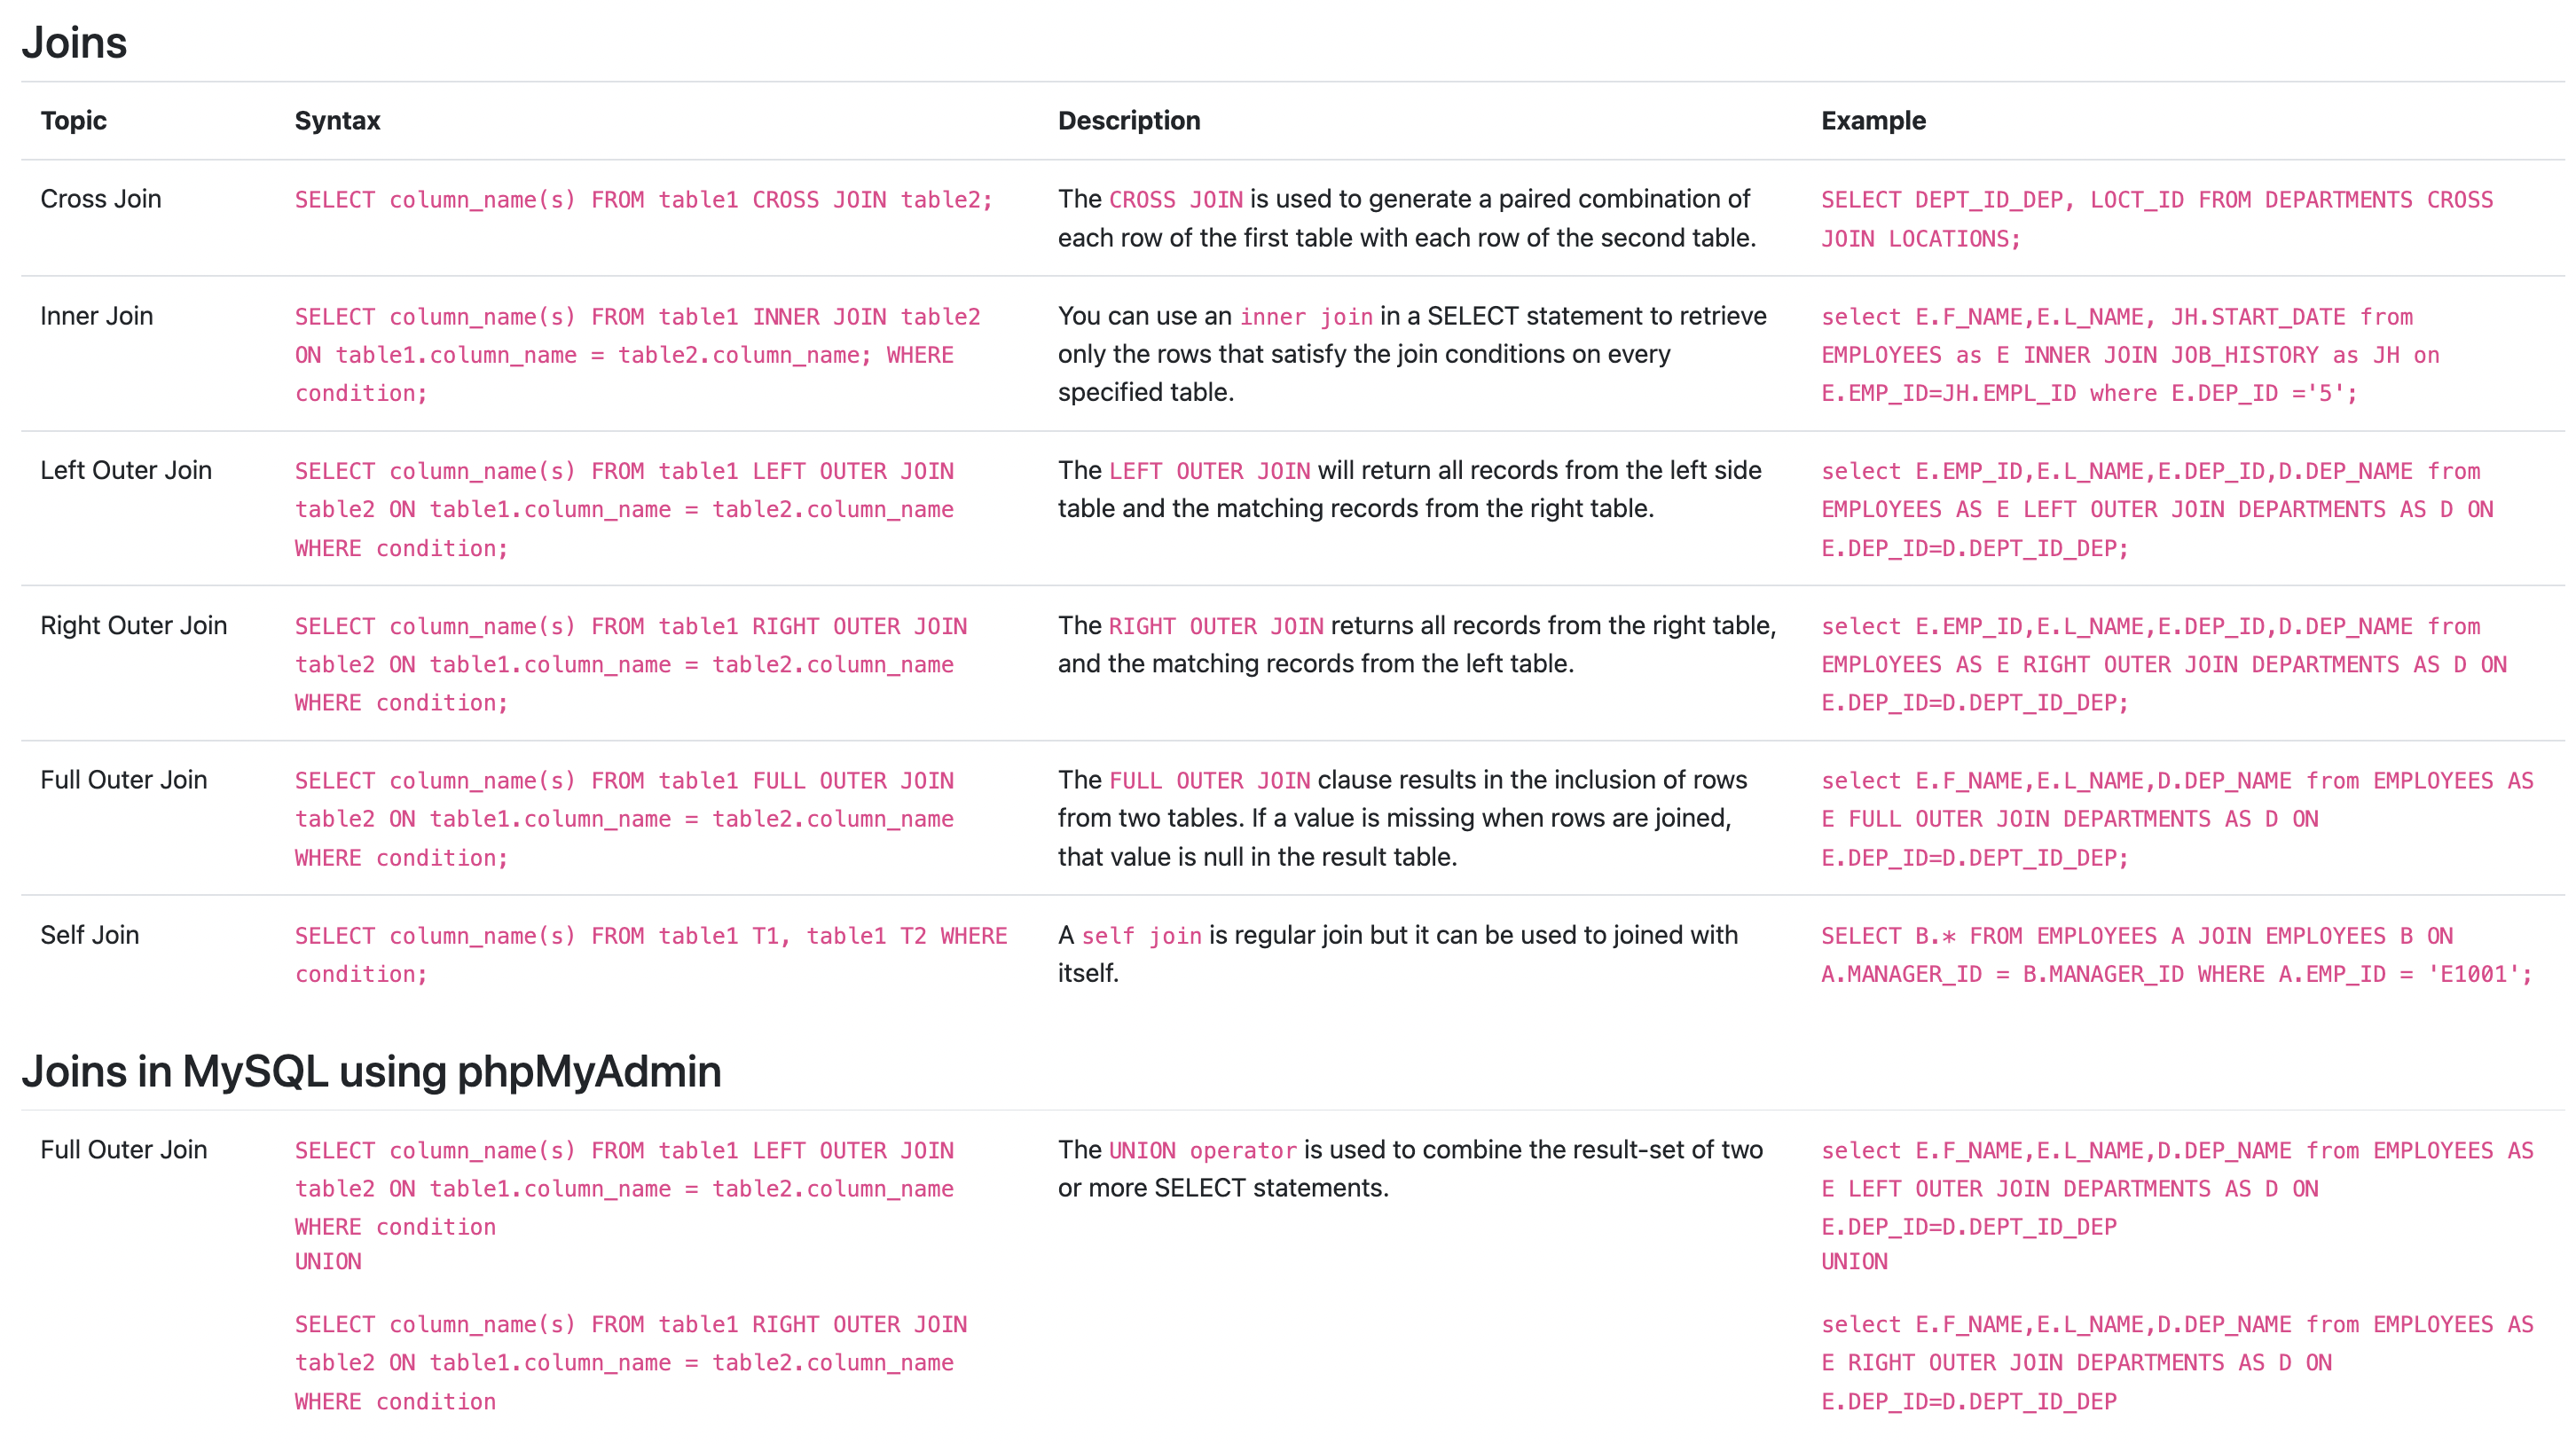 Joins
Topic Syntax Description Example
Cross Join
SELECT column_name(s) FROM table1 CROSS JOIN table2;
The CROSS JOIN is used to generate a paired combination of
each row of the first table with each row of the second table.
SELECT DEPT_ID_DEP, LOCT_ID FROM DEPARTMENTS CROSS
JOIN LOCATIONS;
Inner Join
SELECT column_name(s) FROM table1 INNER JOIN table2
ON table1.column_name = table2.column_name; WHERE
condition;
You can use an inner join in a SELECT statement to retrieve
only the rows that satisfy the join conditions on every
specified table.
select E.F_NAME,E.L_NAME, JH.START_DATE from
EMPLOYEES as E INNER JOIN JOB_HISTORY as JH on
E.EMP_ID=JH.EMPL_ID where E.DEP_ID ='5';
Left Outer Join
SELECT column_name(s) FROM table1 LEFT OUTER JOIN
table2 ON table1.column_name = table2.column_name
WHERE condition;
The LEFT OUTER JOIN will return all records from the left side
table and the matching records from the right table.
select E.EMP_ID,E.L_NAME,E.DEP_ID,D.DEP_NAME from
EMPLOYEES AS E LEFT OUTER JOIN DEPARTMENTS AS D ON
E.DEP_ID=D.DEPT_ID_DEP;
Right Outer Join
SELECT column_name(s) FROM table1 RIGHT OUTER JOIN
table2 ON table1.column_name = table2.column_name
WHERE condition;
The RIGHT OUTER JOIN returns all records from the right table,
and the matching records from the left table.
select E.EMP_ID,E.L_NAME,E.DEP_ID,D.DEP_NAME from
EMPLOYEES AS E RIGHT OUTER JOIN DEPARTMENTS AS D ON
E.DEP_ID=D.DEPT_ID_DEP;
Full Outer Join
SELECT column_name(s) FROM table1 FULL OUTER JOIN
table2 ON table1.column_name = table2.column_name
WHERE condition;
The FULL OUTER JOIN clause results in the inclusion of rows
from two tables. If a value is missing when rows are joined,
that value is null in the result table.
select E.F_NAME,E.L_NAME,D.DEP_NAME from EMPLOYEES AS
E FULL OUTER JOIN DEPARTMENTS AS D ON
E.DEP_ID=D.DEPT_ID_DEP;
Self Join
SELECT column_name(s) FROM table1 T1, table1 T2 WHERE
condition;
A self join is regular join but it can be used to joined with
itself.
SELECT B.* FROM EMPLOYEES A JOIN EMPLOYEES B ON
A.MANAGER_ID = B.MANAGER_ID WHERE A.EMP_ID = 'E1001';
Joins in MySQL using phpMyAdmin
Full Outer Join
SELECT column_name(s) FROM table1 LEFT OUTER JOIN
table2 ON table1.column_name = table2.column_name
WHERE condition
UNION
SELECT column_name(s) FROM table1 RIGHT OUTER JOIN
table2 ON table1.column_name = table2.column_name
WHERE condition
The UNION operator is used to combine the result-set of two
or more SELECT statements.
select E.F_NAME,E.L_NAME,D.DEP_NAME from EMPLOYEES AS
E LEFT OUTER JOIN DEPARTMENTS AS D ON
E.DEP_ID=D.DEPT_ID_DEP
UNION
select E.F_NAME,E.L_NAME,D.DEP_NAME from EMPLOYEES AS
E RIGHT OUTER JOIN DEPARTMENTS AS D ON
E.DEP_ID=D.DEPT_ID_DEP